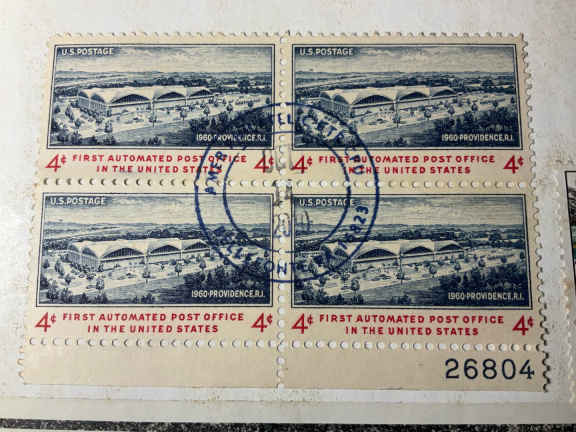 U.S.POSTAGE
1960·PROVIDENCE,R.I.
4¢ FIRST AUTOMATED POST OFFICE 4¢
IN THE UNITED STATES
U.S.POSTAGE
1960·PROVIDENCE,R.I.
4¢ FIRST AUTOMATED POST OFFICE 4¢
IN THE UNITED STATES
U.S.POSTAGE
1960·PROVIDENCE,R.I.
4¢ FIRST AUTOMATED POST OFFICE 4¢
IN THE UNITED STATES
U.S.POSTAGE
1960·PROVIDENCE,R.I.
4¢ FIRST AUTOMATED POST OFFICE 4¢
IN THE UNITED STATES
26804